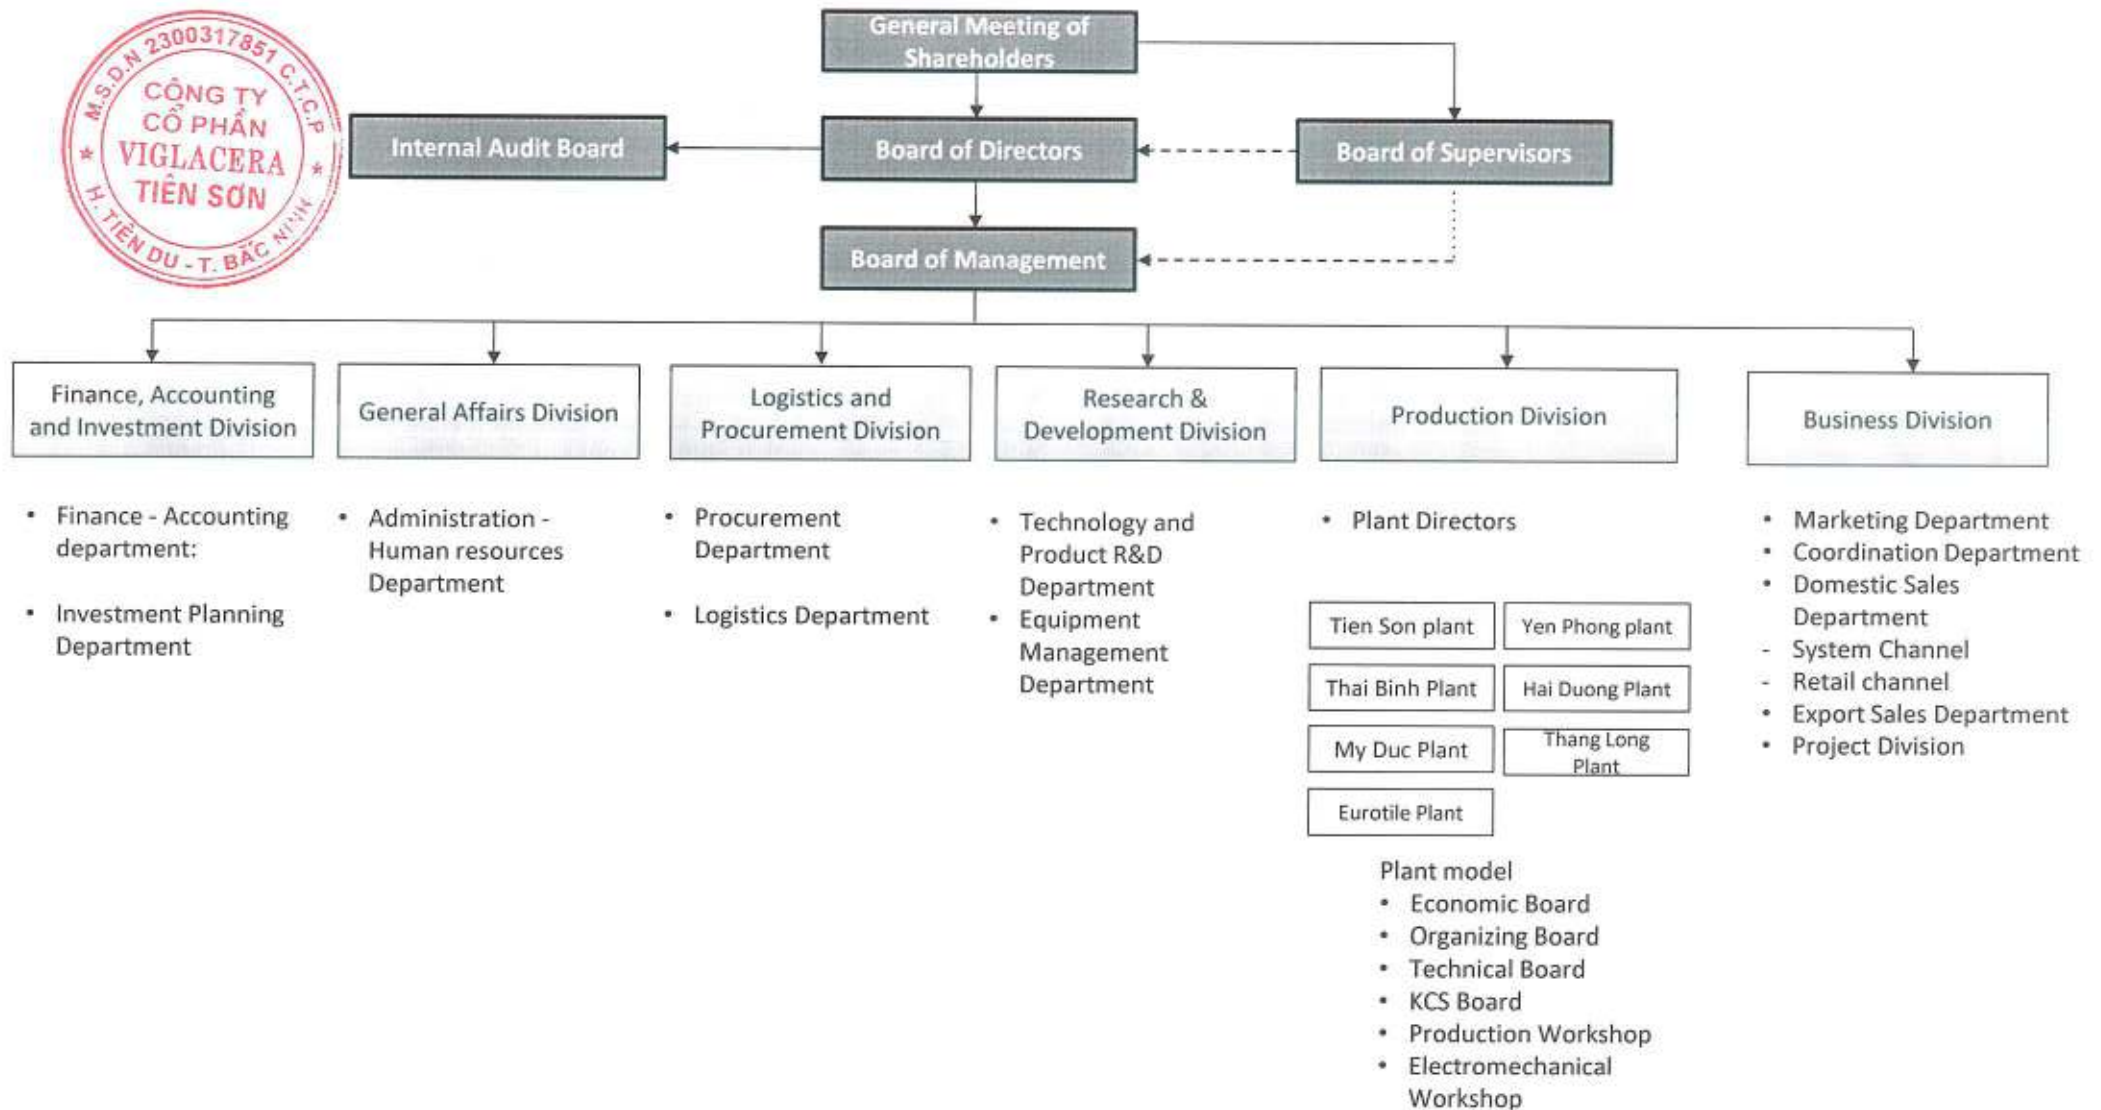 M.S.D.N 2300317851 C.T.C.P
CÔNG TY
CỔ PHẦN
VIGLACERA
TIÊN SƠN
H. TIÊN DU - T. BẮC NINH
General Meeting of
Shareholders
Internal Audit Board
Board of Directors
Board of Supervisors
Board of Management
Finance, Accounting
and Investment Division
General Affairs Division
Logistics and
Procurement Division
Research &
Development Division
Production Division
Business Division
• Finance - Accounting
department:
• Investment Planning
Department
• Administration -
Human resources
Department
• Procurement
Department
• Logistics Department
• Technology and
Product R&D
Department
• Equipment
Management
Department
• Plant Directors
Tien Son plant
Yen Phong plant
Thai Binh Plant
Hai Duong Plant
My Duc Plant
Thang Long
Plant
Eurotile Plant
Plant model
• Economic Board
• Organizing Board
• Technical Board
• KCS Board
• Production Workshop
• Electromechanical
Workshop
• Marketing Department
• Coordination Department
• Domestic Sales
Department
- System Channel
- Retail channel
• Export Sales Department
• Project Division